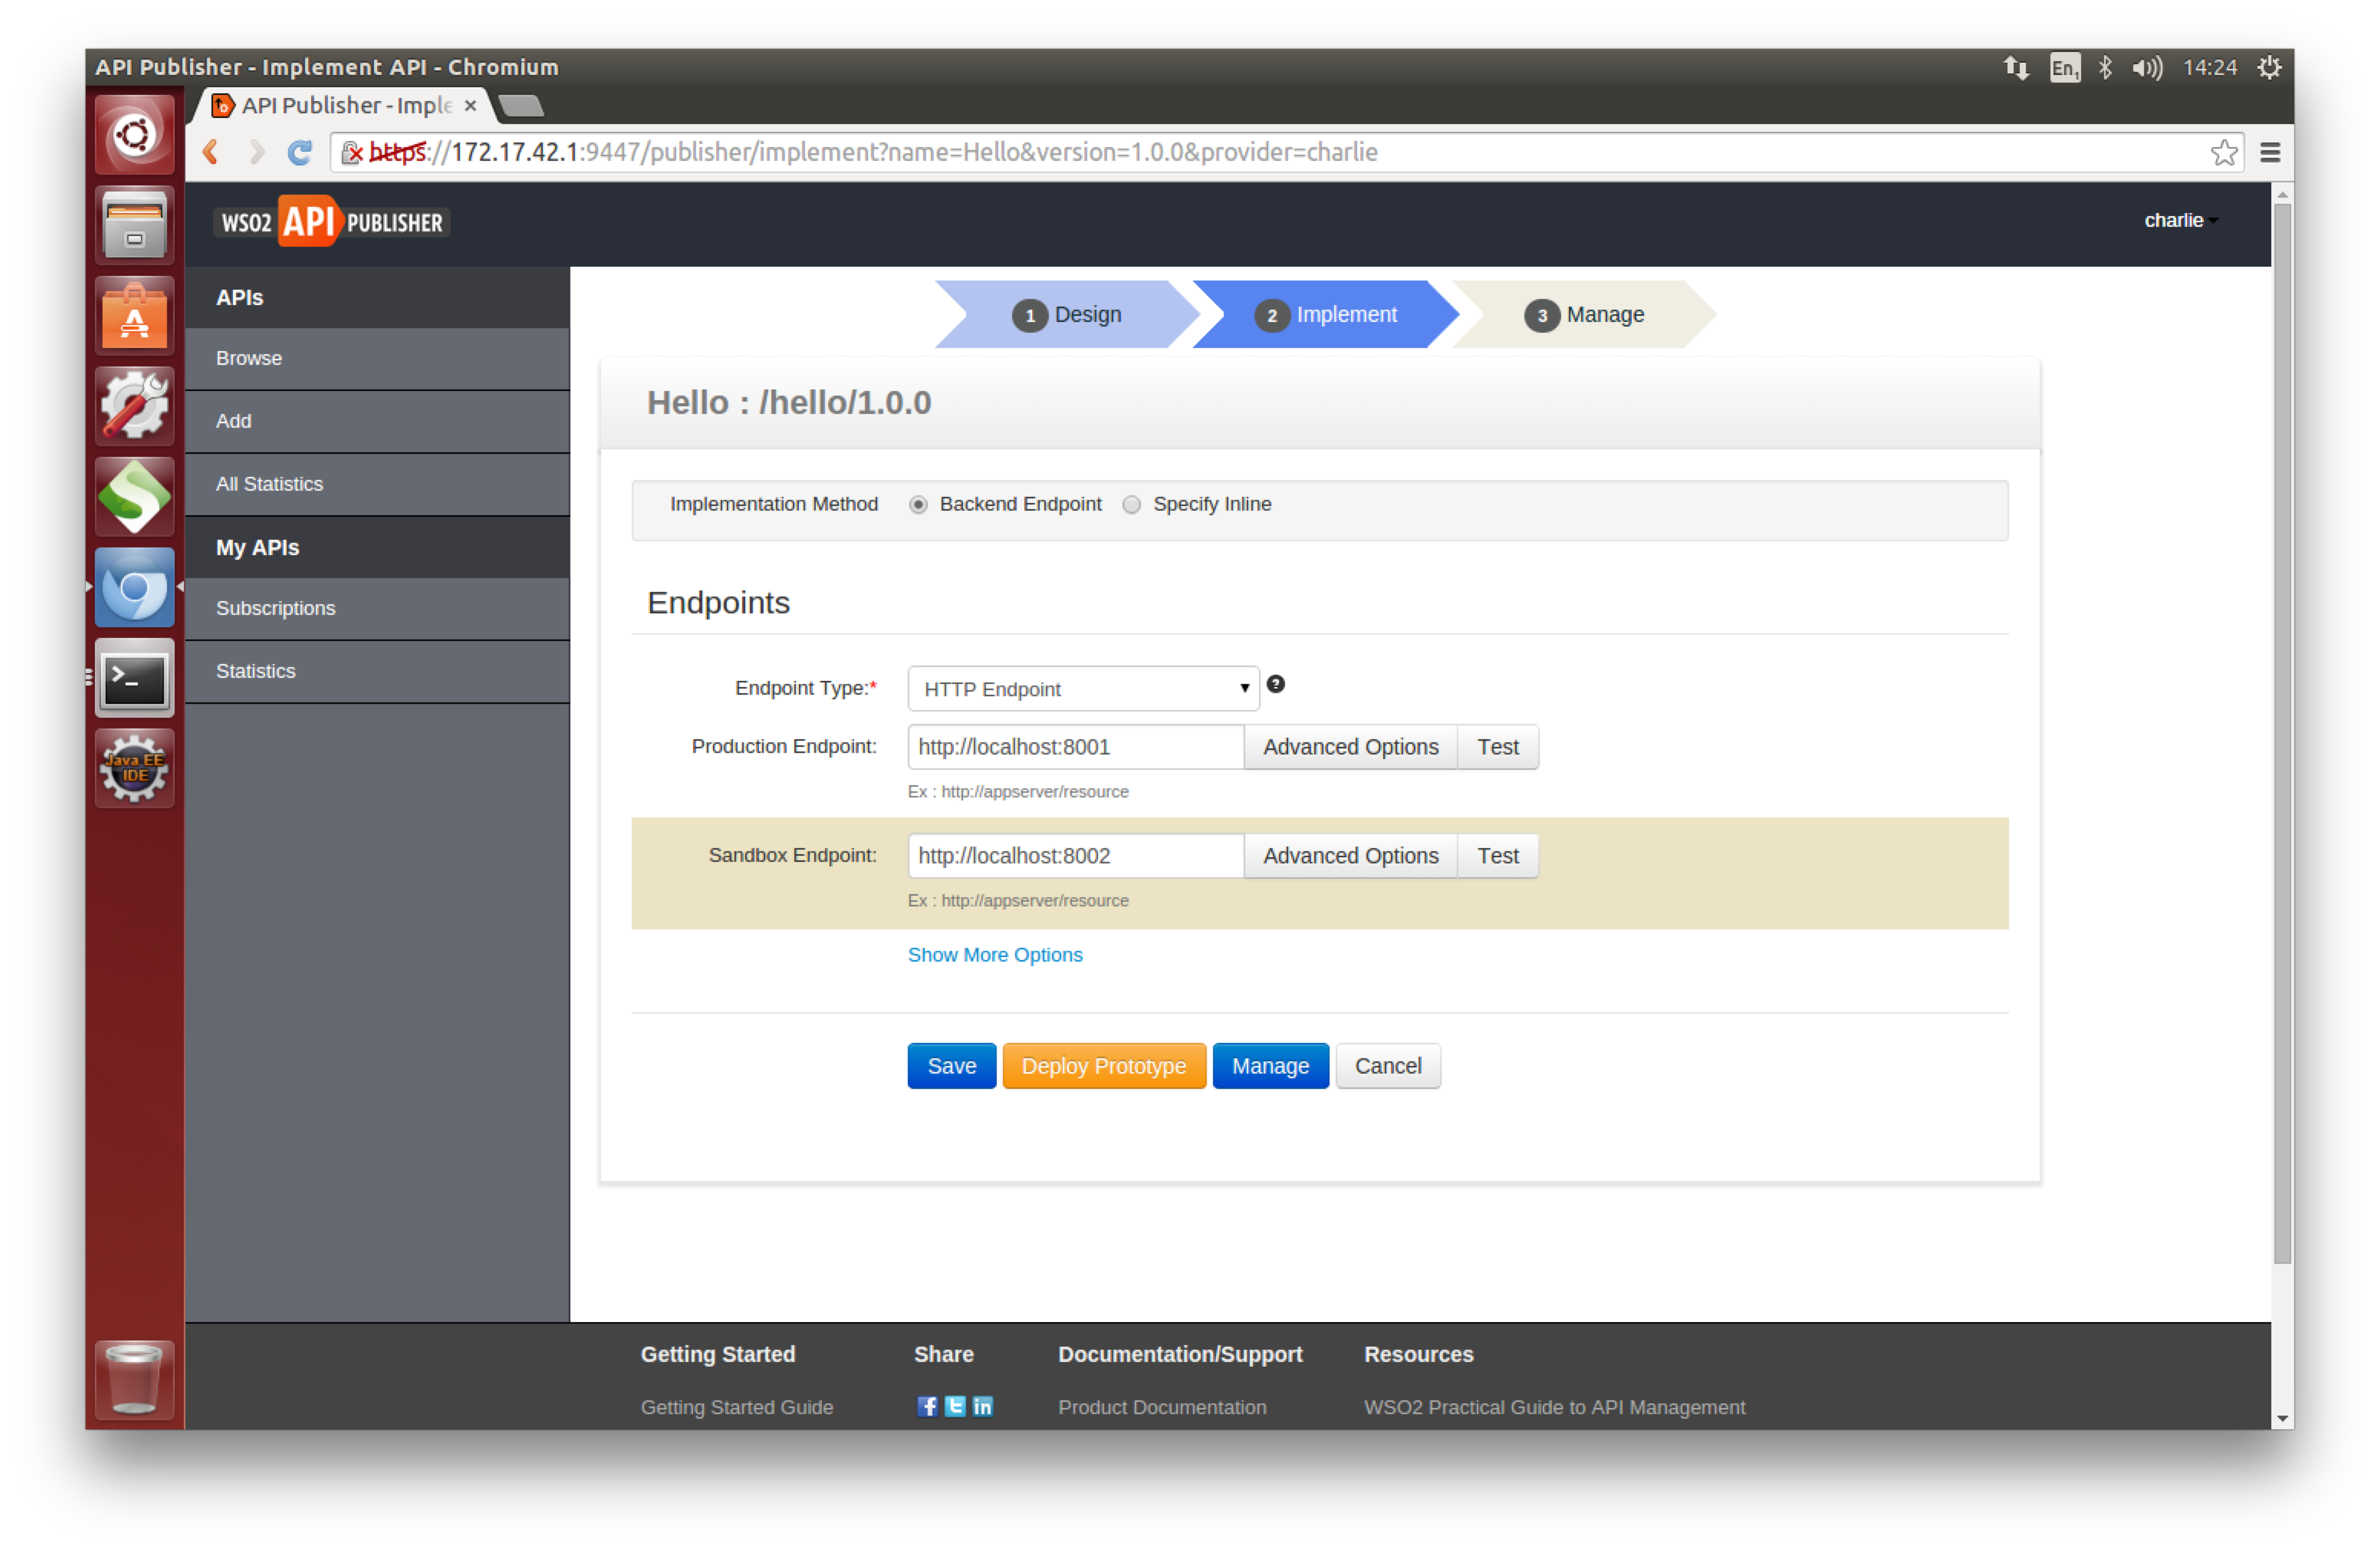 API Publisher - Implement API - Chromium
En1 14:24
API Publisher - Imple ×
https://172.17.42.1:9447/publisher/implement?name=Hello&version=1.0.0&provider=charlie
WSO2 API PUBLISHER
charlie
APIs
Browse
Add
All Statistics
My APIs
Subscriptions
Statistics
1 Design 2 Implement 3 Manage
Hello : /hello/1.0.0
Implementation Method Backend Endpoint Specify Inline
Endpoints
Endpoint Type:* HTTP Endpoint ?
Production Endpoint: http://localhost:8001 Advanced Options Test
Ex : http://appserver/resource
Sandbox Endpoint: http://localhost:8002 Advanced Options Test
Ex : http://appserver/resource
Show More Options
Save Deploy Prototype Manage Cancel
Java EE
IDE
Getting Started Share Documentation/Support Resources
Getting Started Guide f t in Product Documentation WSO2 Practical Guide to API Management